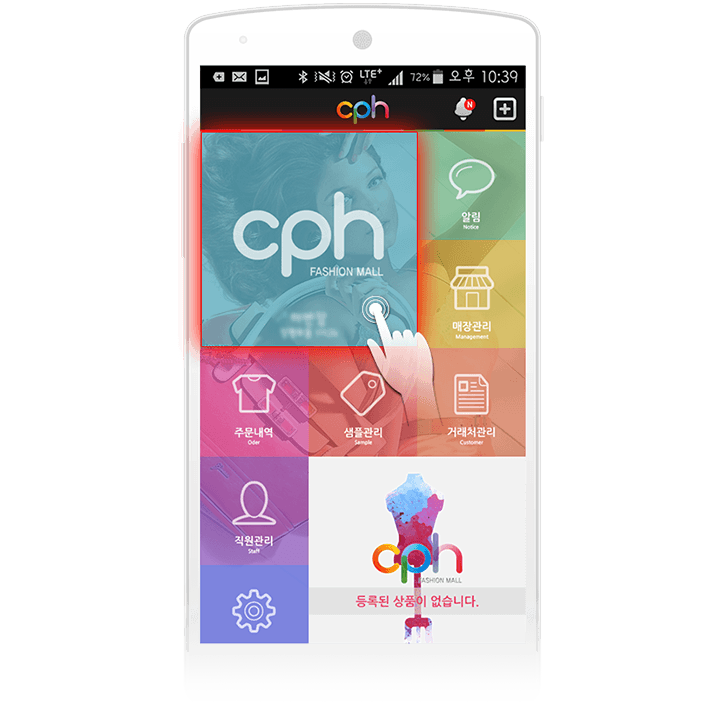 LTE+
72% 오후 10:39
cph
N
cph
FASHION MALL
알림
Notice
매장관리
Management
주문내역
Oder
샘플관리
Sample
거래처관리
Customer
직원관리
Staff
cph
FASHION MALL
등록된 상품이 없습니다.